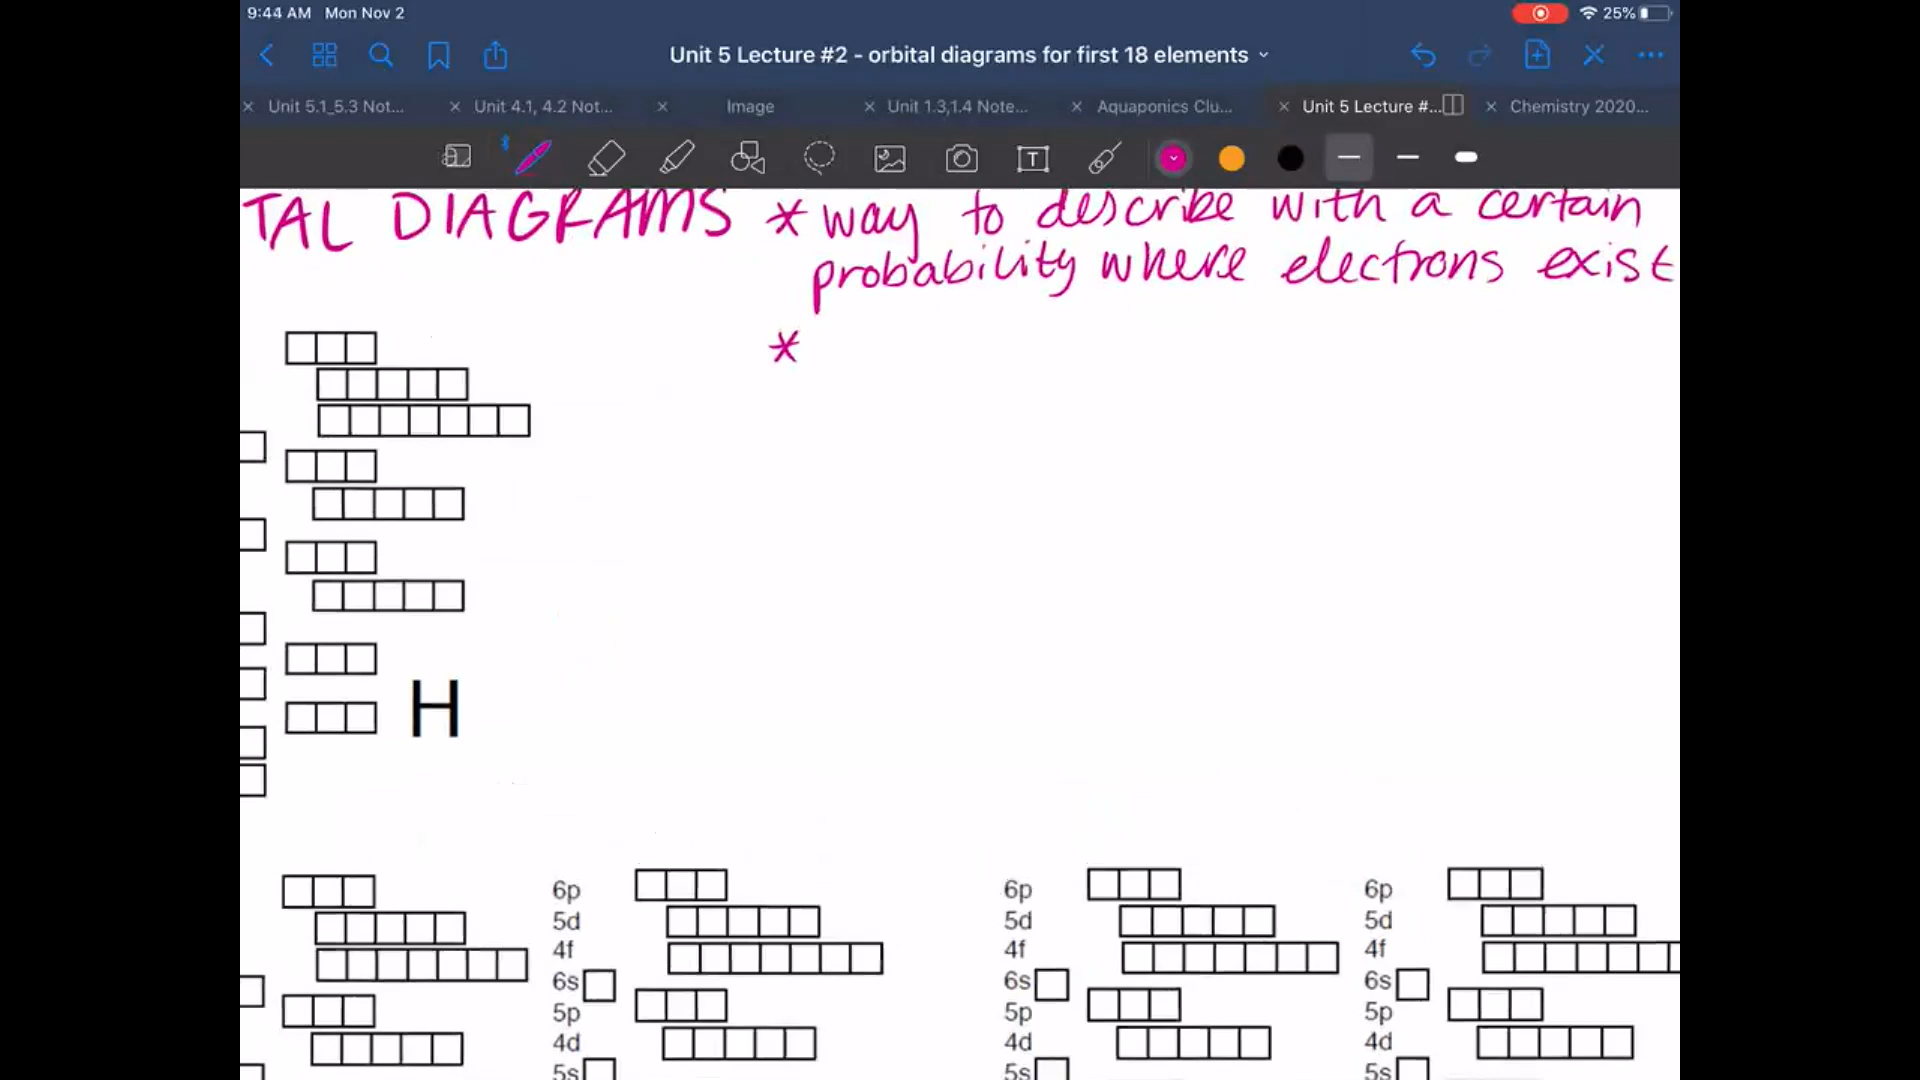 9:44 AM Mon Nov 2
25%
Unit 5 Lecture #2 - orbital diagrams for first 18 elements
Unit 5.1_5.3 Not... Unit 4.1, 4.2 Not... Image Unit 1.3,1.4 Note... Aquaponics Clu... Unit 5 Lecture #... Chemistry 2020...
T
TAL DIAGRAMS * way to describe with a certain
probability where electrons exist
*
H
6p 6p 6p
5d 5d 5d
4f 4f 4f
6s 6s 6s
5p 5p 5p
4d 4d 4d
5s 5s 5s